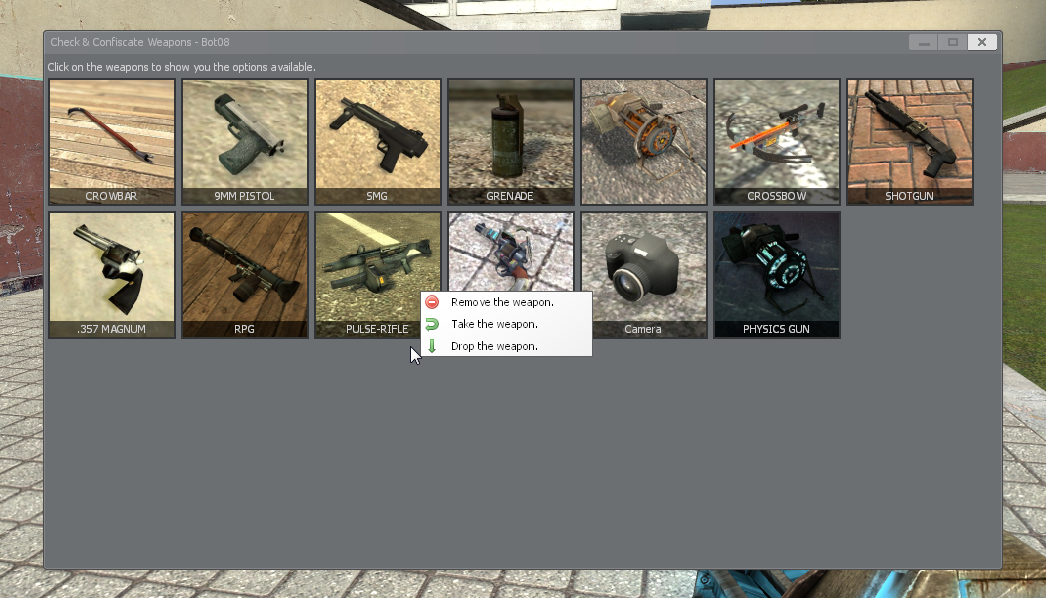 Check & Confiscate Weapons - Bot08
Click on the weapons to show you the options available.
CROWBAR
9MM PISTOL
SMG
GRENADE
CROSSBOW
SHOTGUN
.357 MAGNUM
RPG
PULSE-RIFLE
Camera
PHYSICS GUN
Remove the weapon.
Take the weapon.
Drop the weapon.